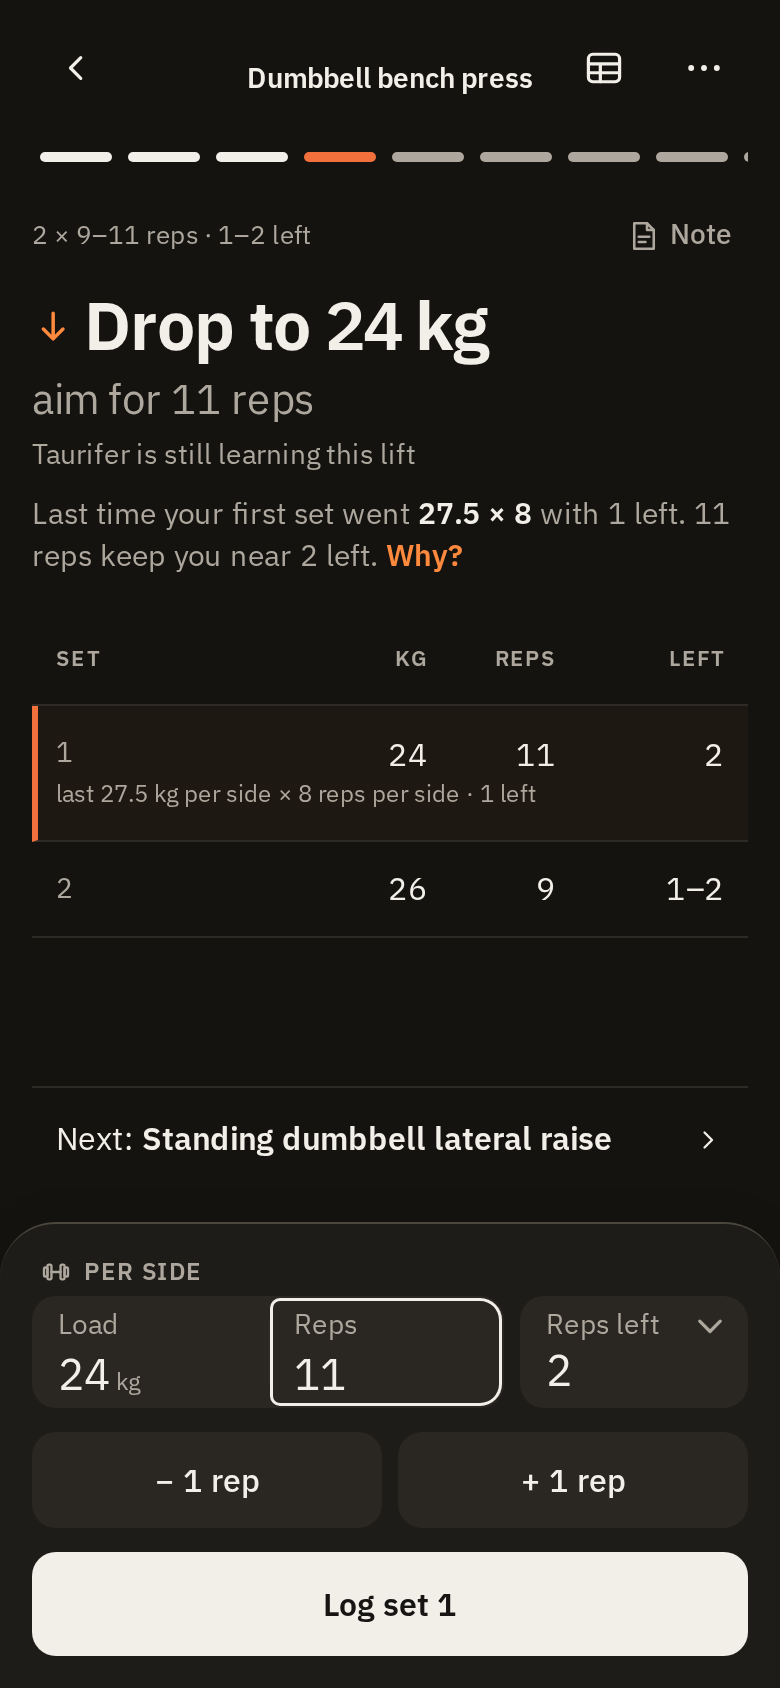 Dumbbell bench press
2 × 9–11 reps · 1–2 left
Note
Drop to 24 kg
aim for 11 reps
Taurifer is still learning this lift
Last time your first set went 27.5 × 8 with 1 left. 11
reps keep you near 2 left. Why?
SET KG REPS LEFT
1 24 11 2
last 27.5 kg per side × 8 reps per side · 1 left
2 26 9 1–2
Next: Standing dumbbell lateral raise
PER SIDE
Load Reps Reps left
24 kg 11 2
− 1 rep + 1 rep
Log set 1